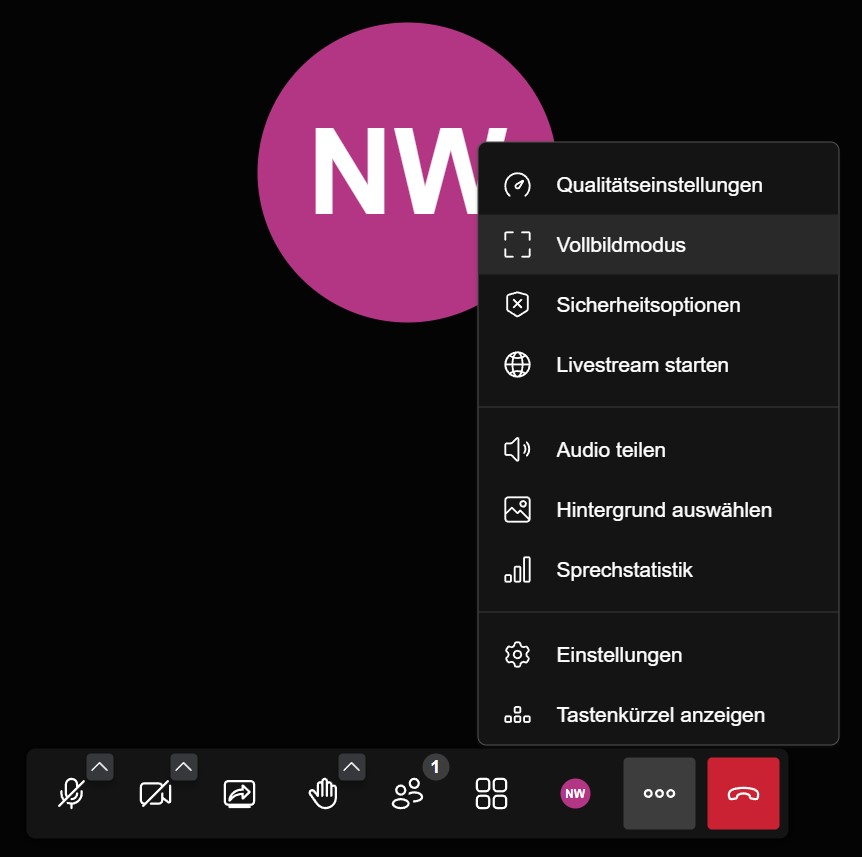 NW
Qualitätseinstellungen
Vollbildmodus
Sicherheitsoptionen
Livestream starten
Audio teilen
Hintergrund auswählen
Sprechstatistik
Einstellungen
Tastenkürzel anzeigen
1
NW